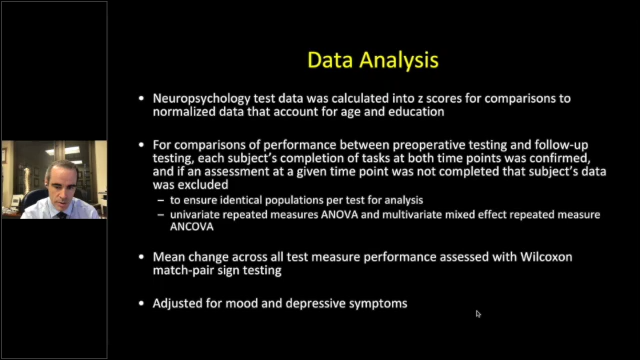 Data Analysis
• Neuropsychology test data was calculated into z scores for comparisons to
normalized data that account for age and education
• For comparisons of performance between preoperative testing and follow-up
testing, each subject's completion of tasks at both time points was confirmed,
and if an assessment at a given time point was not completed that subject's data
was excluded
– to ensure identical populations per test for analysis
– univariate repeated measures ANOVA and multivariate mixed effect repeated measure
ANCOVA
• Mean change across all test measure performance assessed with Wilcoxon
match-pair sign testing
• Adjusted for mood and depressive symptoms